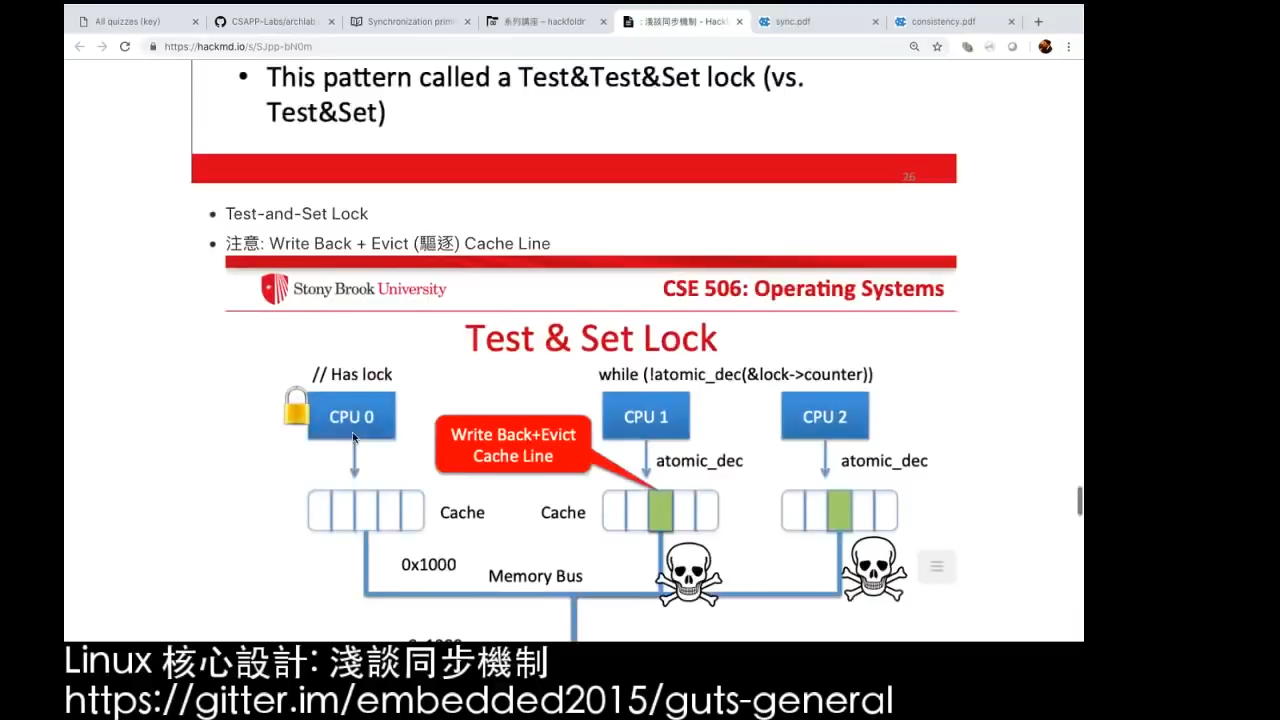 All quizzes (key)
CSAPP-Labs/archlab
Synchronization primi
系列講座 – hackfoldr
: 淺談同步機制 - Hack
sync.pdf
consistency.pdf
https://hackmd.io/s/SJpp-bN0m
• This pattern called a Test&Test&Set lock (vs.
Test&Set)
26
• Test-and-Set Lock
• 注意: Write Back + Evict (驅逐) Cache Line
Stony Brook University
CSE 506: Operating Systems
Test & Set Lock
// Has lock
while (!atomic_dec(&lock->counter))
CPU 0
CPU 1
CPU 2
Write Back+Evict
Cache Line
atomic_dec
atomic_dec
Cache
Cache
0x1000
Memory Bus
Linux 核心設計: 淺談同步機制
https://gitter.im/embedded2015/guts-general